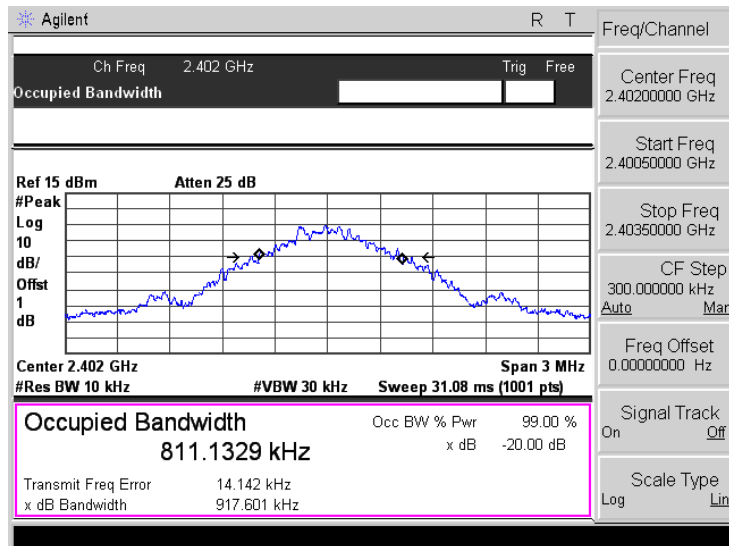 Agilent
R T
Ch Freq 2.402 GHz Trig Free
Occupied Bandwidth
Ref 15 dBm Atten 25 dB
#Peak
Log
10
dB/
Offst
1
dB
Center 2.402 GHz Span 3 MHz
#Res BW 10 kHz #VBW 30 kHz Sweep 31.08 ms (1001 pts)
Occupied Bandwidth
811.1329 kHz
Occ BW % Pwr 99.00 %
x dB -20.00 dB
Transmit Freq Error 14.142 kHz
x dB Bandwidth 917.601 kHz
Freq/Channel
Center Freq
2.40200000 GHz
Start Freq
2.40050000 GHz
Stop Freq
2.40350000 GHz
CF Step
300.000000 kHz
Auto Mar
Freq Offset
0.00000000 Hz
Signal Track
On Off
Scale Type
Log Lin